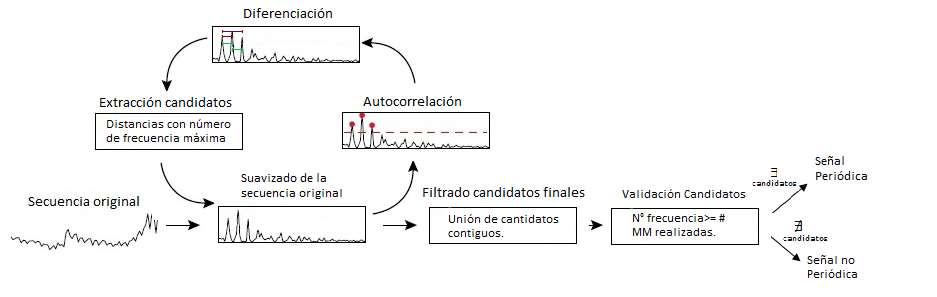 Diferenciación
Extracción candidatos
Distancias con número
de frecuencia máxima
Autocorrelación
Suavizado de la
secuencia original
Secuencia original
Filtrado candidatos finales
Unión de cantidatos
contiguos.
Validación Candidatos
N° frecuencia>= #
MM realizadas.
∃
candidatos
Señal
Periódica
∄
candidatos
Señal no
Periódica